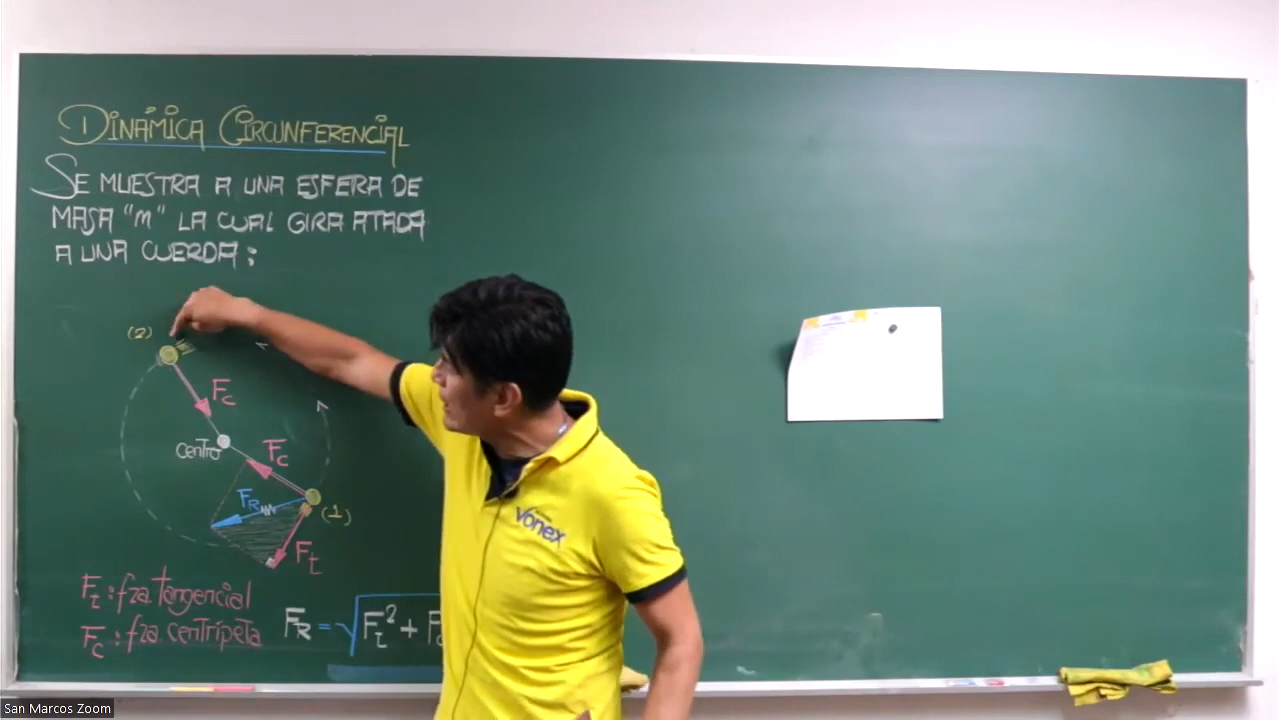 DINÁMICA CIRCUNFERENCIAL
SE MUESTRA A UNA ESFERA DE
MASA "m" LA CUAL GIRA ATADA
A UNA CUERDA:
(2)
Fc
centro
Fc
FR
(1)
Ft
Ft: fza. tangencial
Fc: fza. centrípeta
FR = √Ft² + F
Vonex
San Marcos Zoom